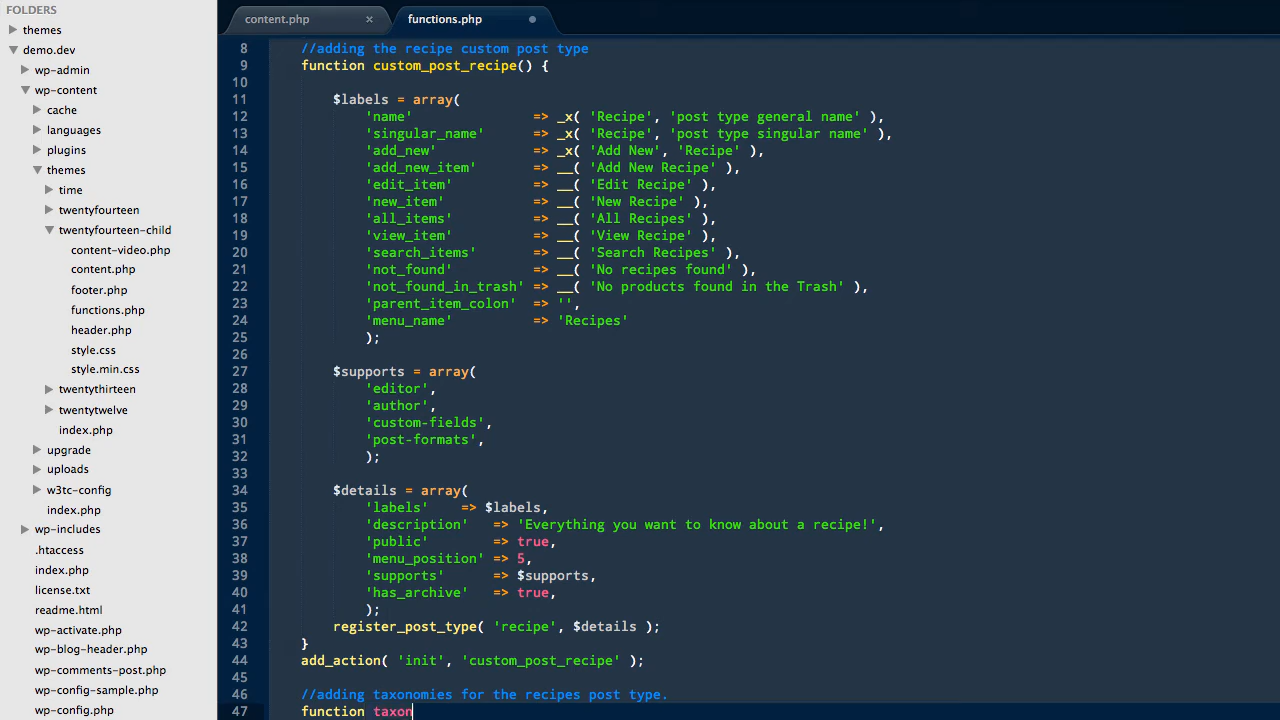 FOLDERS
themes
demo.dev
wp-admin
wp-content
cache
languages
plugins
themes
time
twentyfourteen
twentyfourteen-child
content-video.php
content.php
footer.php
functions.php
header.php
style.css
style.min.css
twentythirteen
twentytwelve
index.php
upgrade
uploads
w3tc-config
index.php
wp-includes
.htaccess
index.php
license.txt
readme.html
wp-activate.php
wp-blog-header.php
wp-comments-post.php
wp-config-sample.php
wp-config.php
content.php × functions.php
8 //adding the recipe custom post type
9 function custom_post_recipe() {
10
11 $labels = array(
12 'name' => _x( 'Recipe', 'post type general name' ),
13 'singular_name' => _x( 'Recipe', 'post type singular name' ),
14 'add_new' => _x( 'Add New', 'Recipe' ),
15 'add_new_item' => __( 'Add New Recipe' ),
16 'edit_item' => __( 'Edit Recipe' ),
17 'new_item' => __( 'New Recipe' ),
18 'all_items' => __( 'All Recipes' ),
19 'view_item' => __( 'View Recipe' ),
20 'search_items' => __( 'Search Recipes' ),
21 'not_found' => __( 'No recipes found' ),
22 'not_found_in_trash' => __( 'No products found in the Trash' ),
23 'parent_item_colon' => '',
24 'menu_name' => 'Recipes'
25 );
26
27 $supports = array(
28 'editor',
29 'author',
30 'custom-fields',
31 'post-formats',
32 );
33
34 $details = array(
35 'labels' => $labels,
36 'description' => 'Everything you want to know about a recipe!',
37 'public' => true,
38 'menu_position' => 5,
39 'supports' => $supports,
40 'has_archive' => true,
41 );
42 register_post_type( 'recipe', $details );
43 }
44 add_action( 'init', 'custom_post_recipe' );
45
46 //adding taxonomies for the recipes post type.
47 function taxon